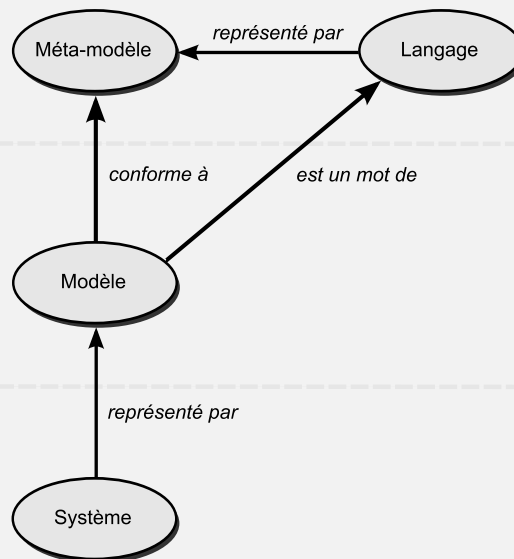 représenté par
Méta-modèle
Langage
conforme à
est un mot de
Modèle
représenté par
Système